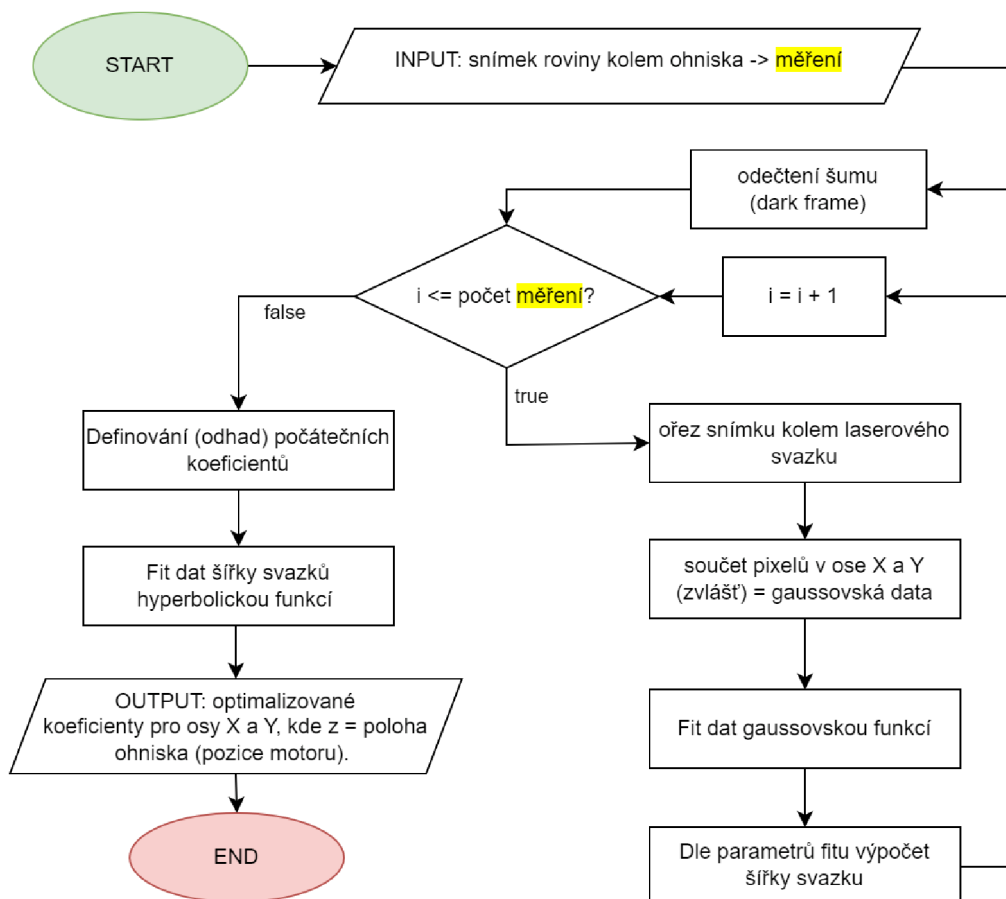 START
INPUT: snímek roviny kolem ohniska -> měření
odečtení šumu
(dark frame)
i <= počet měření?
i = i + 1
false
true
Definování (odhad) počátečních
koeficientů
ořez snímku kolem laserového
svazku
Fit dat šířky svazků
hyperbolickou funkcí
součet pixelů v ose X a Y
(zvlášť) = gaussovská data
OUTPUT: optimalizované
koeficienty pro osy X a Y, kde z = poloha
ohniska (pozice motoru).
Fit dat gaussovskou funkcí
END
Dle parametrů fitu výpočet
šířky svazku